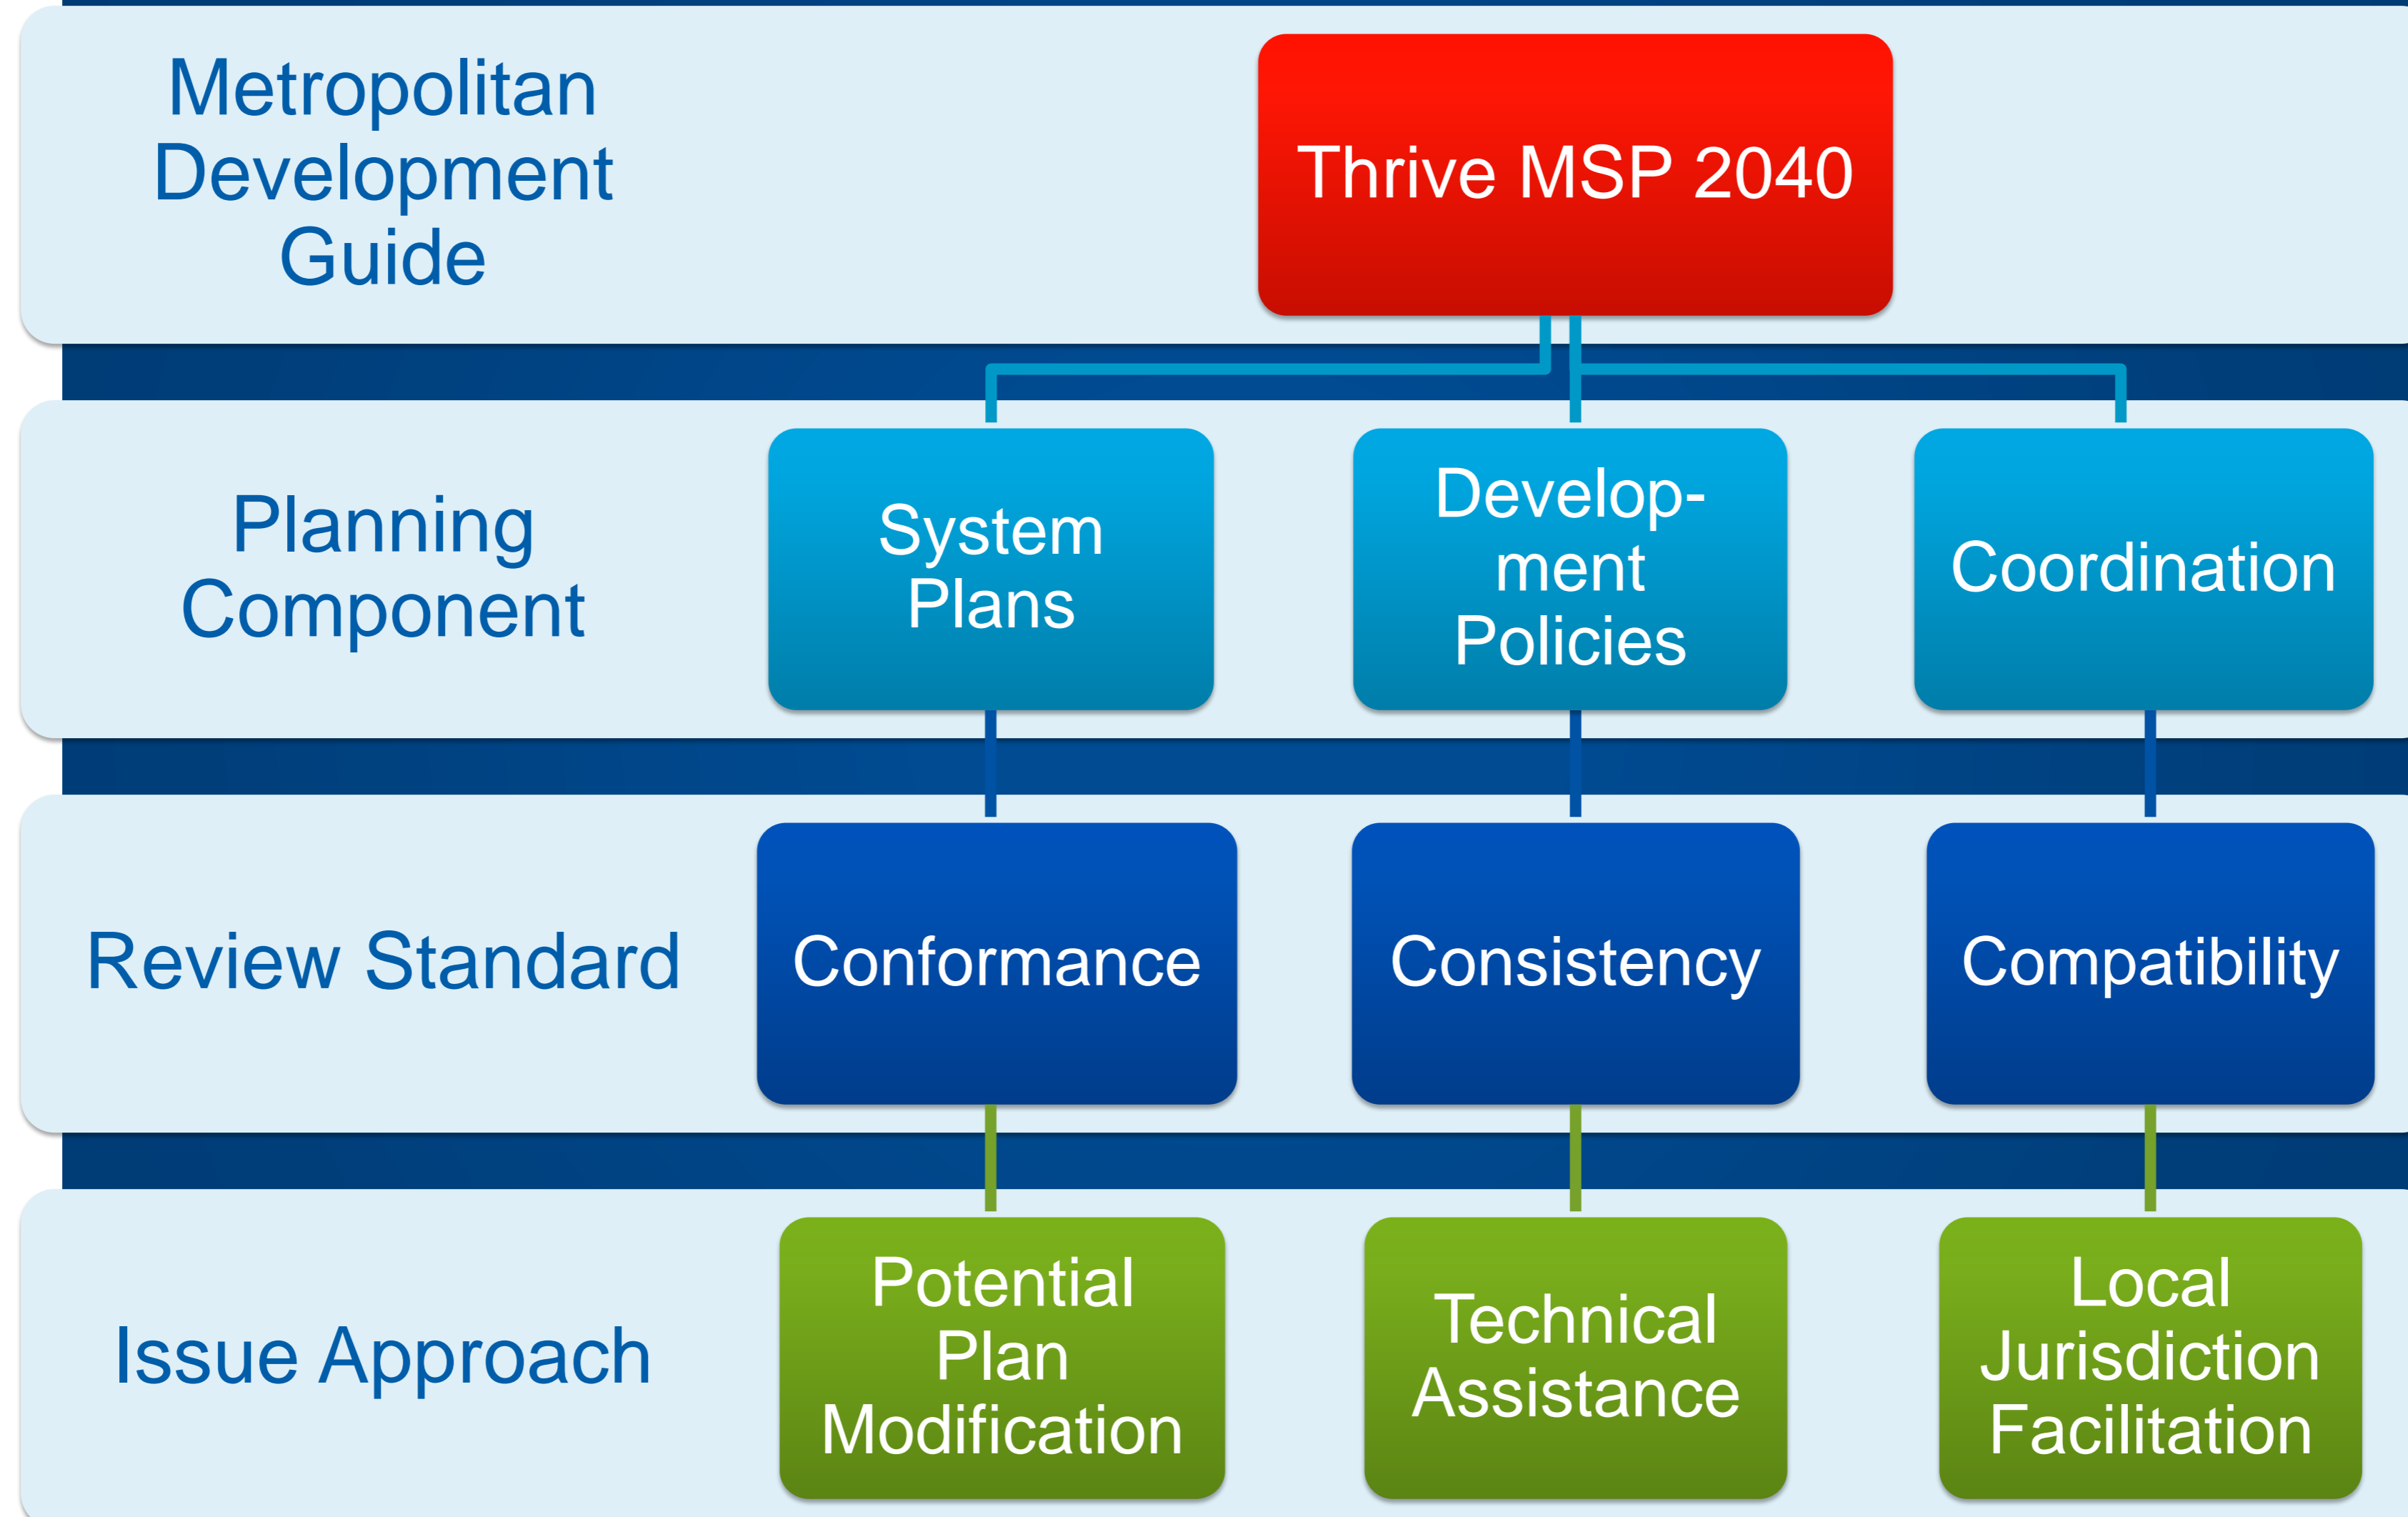 Metropolitan
Development
Guide
Thrive MSP 2040
Planning
Component
System
Plans
Develop-
ment
Policies
Coordination
Review Standard
Conformance
Consistency
Compatibility
Issue Approach
Potential
Plan
Modification
Technical
Assistance
Local
Jurisdiction
Facilitation